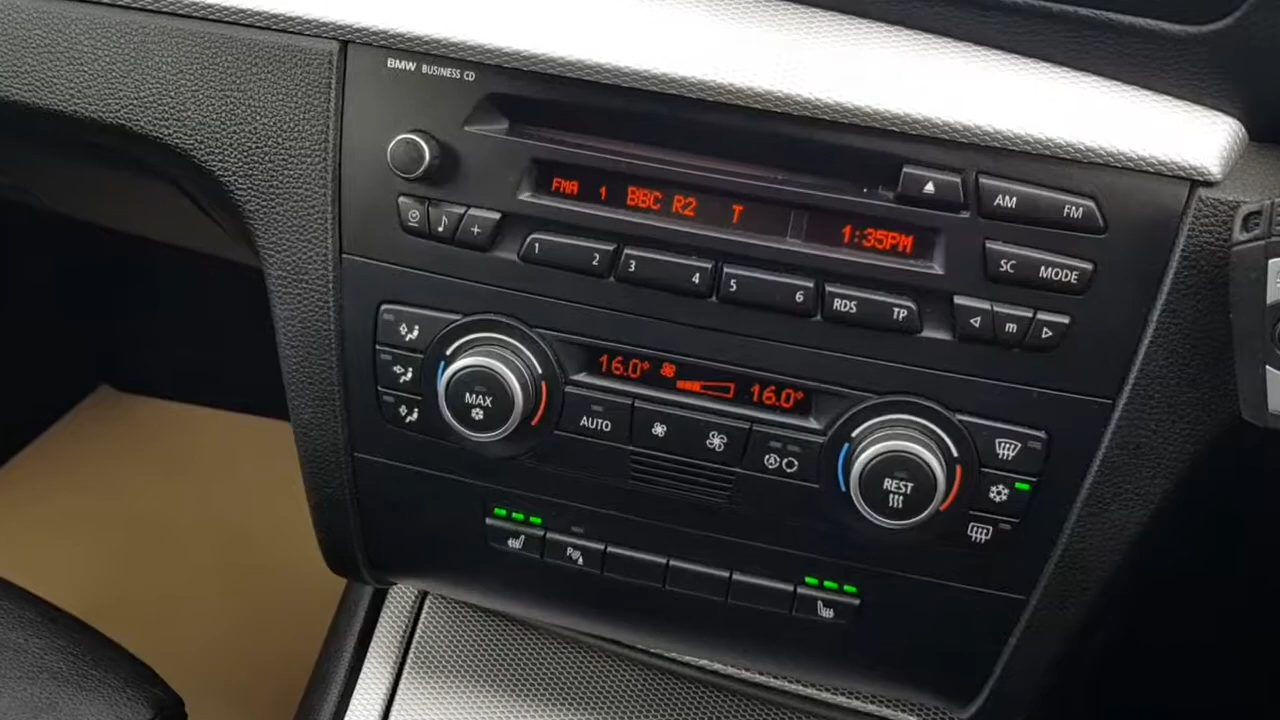 BMW BUSINESS CD
FMA 1 BBC R2 T 1:35PM
AM FM
1 2 3 4 5 6 RDS TP
SC MODE
m
16.0° 16.0°
MAX
AUTO
A
REST
P